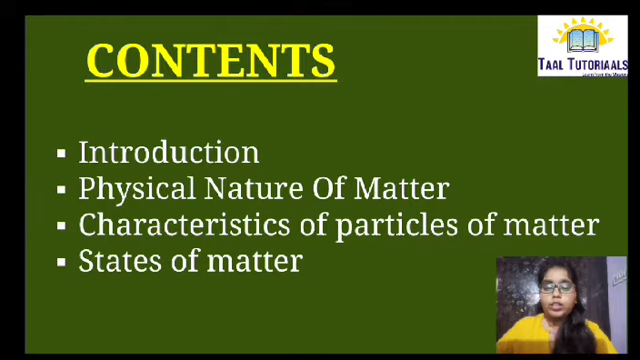 CONTENTS
TAAL TUTORIAALS
▪ Introduction
▪ Physical Nature Of Matter
▪ Characteristics of particles of matter
▪ States of matter